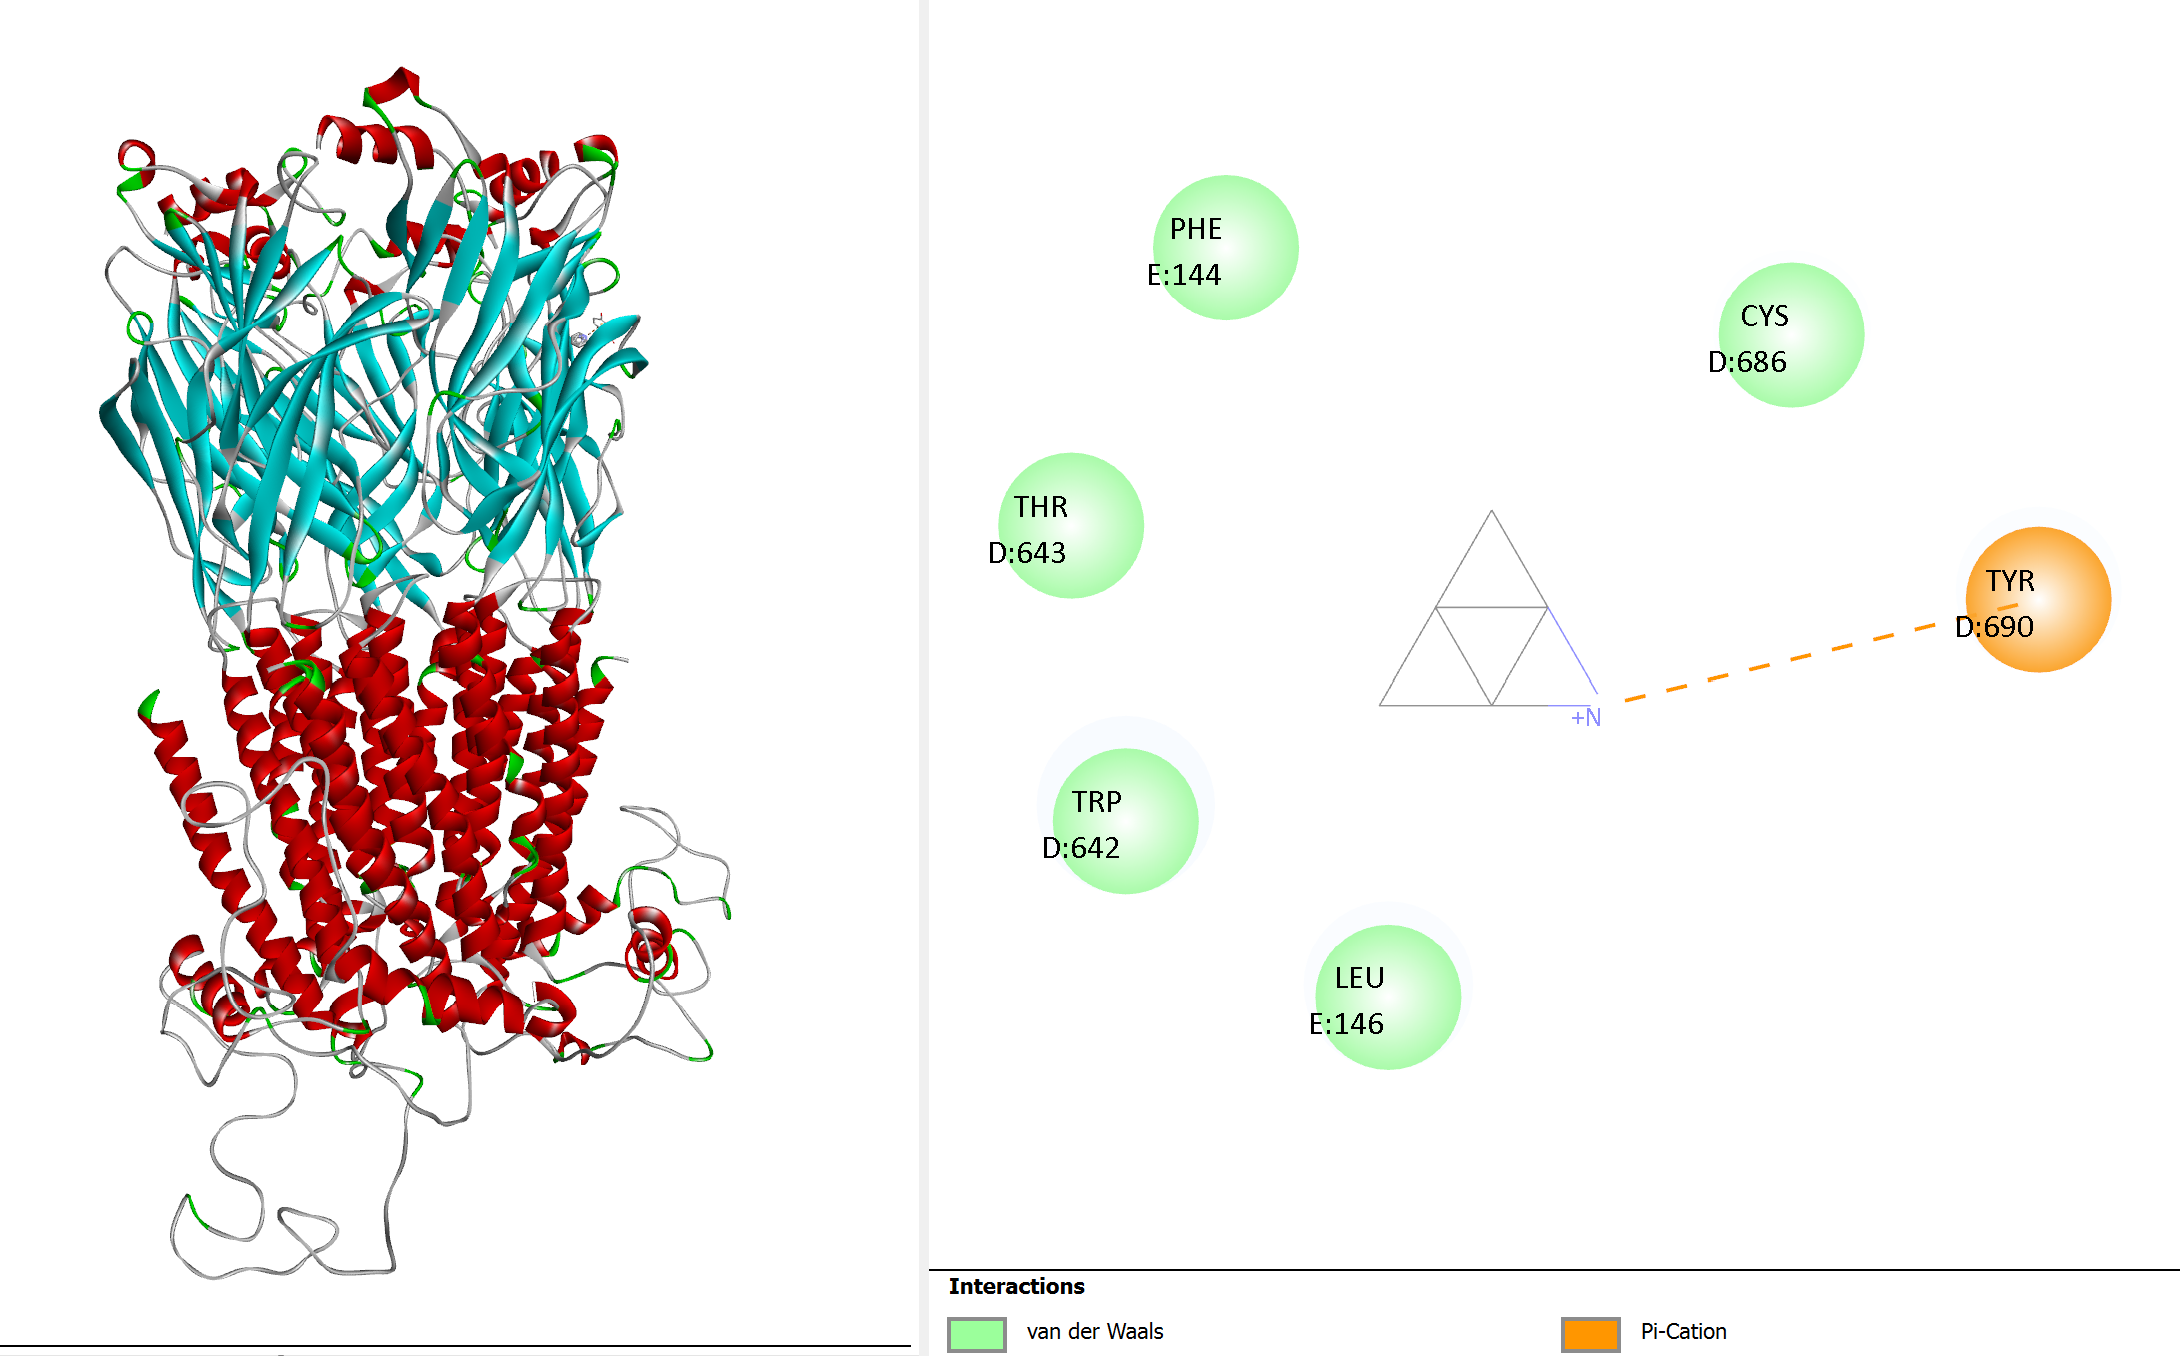 PHE
E:144
CYS
D:686
THR
D:643
TYR
D:690
+N
TRP
D:642
LEU
E:146
Interactions
van der Waals
Pi-Cation